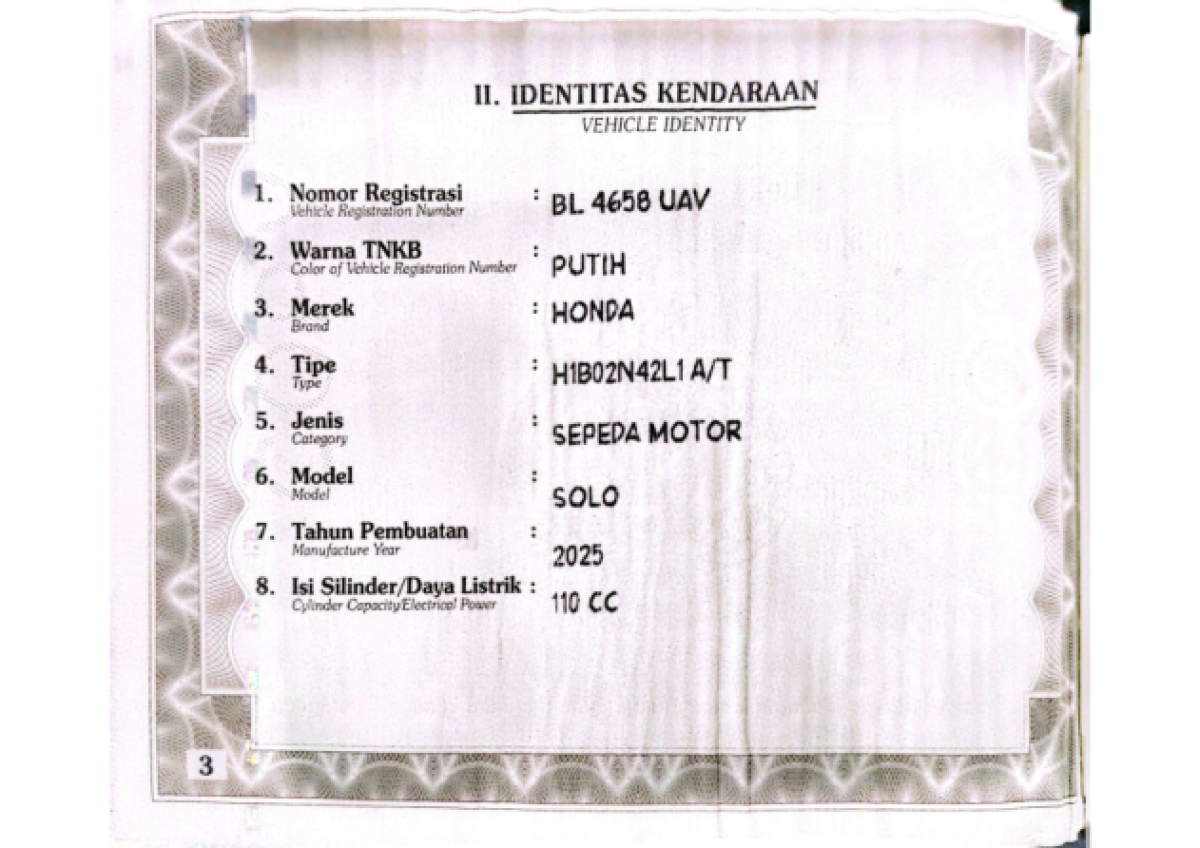 II. IDENTITAS KENDARAAN
VEHICLE IDENTITY
1. Nomor Registrasi : BL 4658 UAV
Vehicle Registration Number
2. Warna TNKB : PUTIH
Color of Vehicle Registration Number
3. Merek : HONDA
Brand
4. Tipe : H1B02N42L1 A/T
Type
5. Jenis : SEPEDA MOTOR
Category
6. Model : SOLO
Model
7. Tahun Pembuatan : 2025
Manufacture Year
8. Isi Silinder/Daya Listrik : 110 CC
Cylinder Capacity/Electrical Power
3